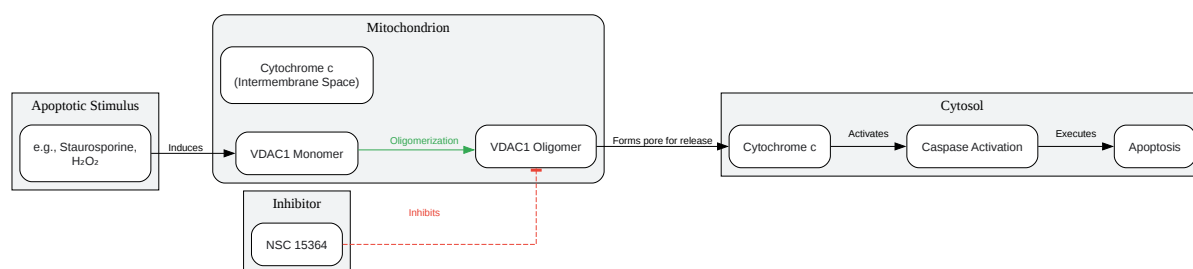 Mitochondrion
Cytochrome c
(Intermembrane Space)
Apoptotic Stimulus
e.g., Staurosporine,
H₂O₂
Induces
VDAC1 Monomer
Oligomerization
VDAC1 Oligomer
Forms pore for release
Cytosol
Cytochrome c
Activates
Caspase Activation
Executes
Apoptosis
Inhibitor
NSC 15364
Inhibits